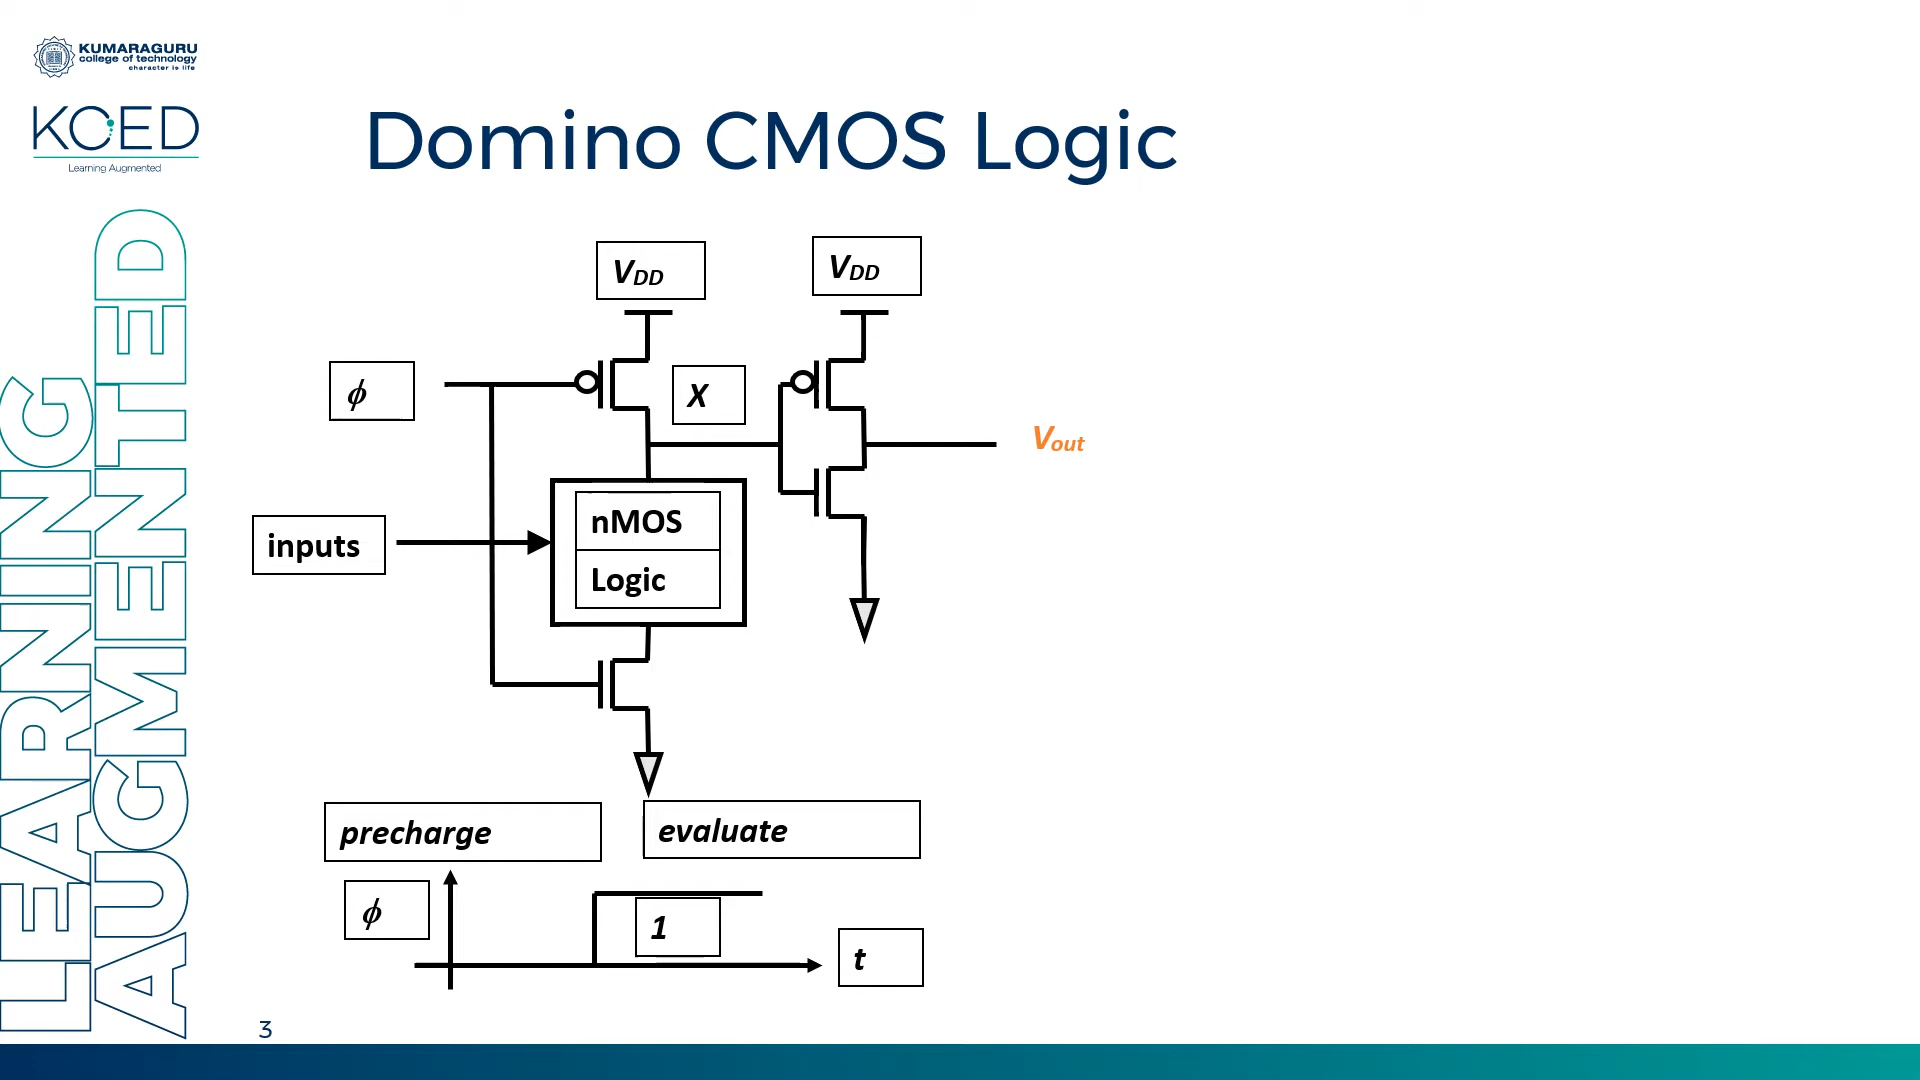 KUMARAGURU
college of technology
character is life
KCED
Learning Augmented
LEARNING
AUGMENTED
Domino CMOS Logic
VDD
VDD
ϕ
X
Vout
inputs
nMOS
Logic
precharge
evaluate
ϕ
1
t
3